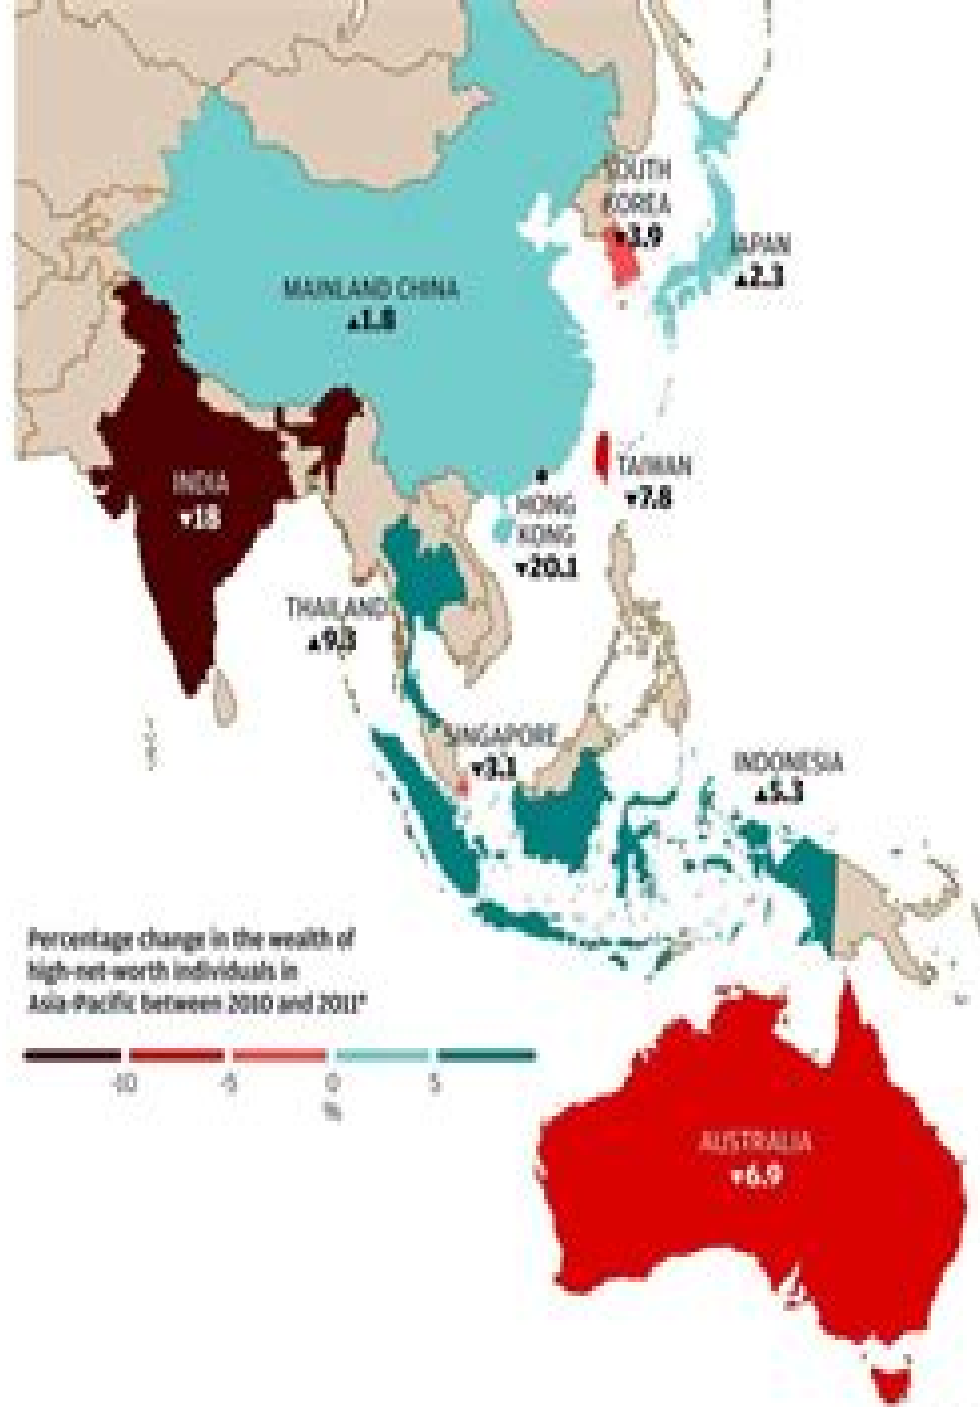 SOUTH
KOREA
▼3.9
JAPAN
▲2.3
MAINLAND CHINA
▲1.8
INDIA
▼18
TAIWAN
▼7.8
HONG
KONG
▼20.1
THAILAND
▲9.3
SINGAPORE
▼3.1
INDONESIA
▲5.3
Percentage change in the wealth of
high-net-worth individuals in
Asia-Pacific between 2010 and 2011*
-10 -5 0 5
%
AUSTRALIA
▼6.9